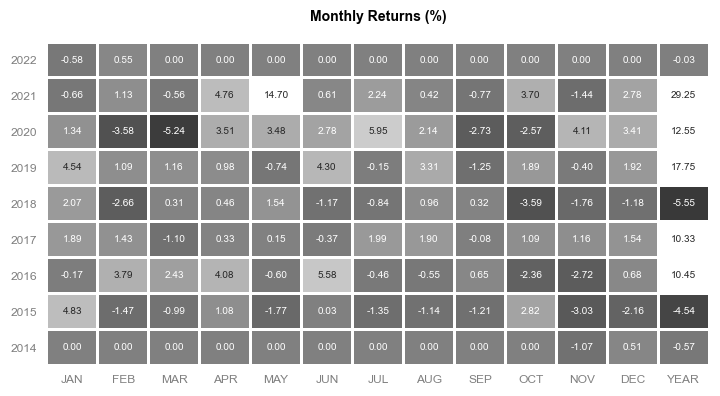 Monthly Returns (%)
2022 -0.58 0.55 0.00 0.00 0.00 0.00 0.00 0.00 0.00 0.00 0.00 0.00 -0.03
2021 -0.66 1.13 -0.56 4.76 14.70 0.61 2.24 0.42 -0.77 3.70 -1.44 2.78 29.25
2020 1.34 -3.58 -5.24 3.51 3.48 2.78 5.95 2.14 -2.73 -2.57 4.11 3.41 12.55
2019 4.54 1.09 1.16 0.98 -0.74 4.30 -0.15 3.31 -1.25 1.89 -0.40 1.92 17.75
2018 2.07 -2.66 0.31 0.46 1.54 -1.17 -0.84 0.96 0.32 -3.59 -1.76 -1.18 -5.55
2017 1.89 1.43 -1.10 0.33 0.15 -0.37 1.99 1.90 -0.08 1.09 1.16 1.54 10.33
2016 -0.17 3.79 2.43 4.08 -0.60 5.58 -0.46 -0.55 0.65 -2.36 -2.72 0.68 10.45
2015 4.83 -1.47 -0.99 1.08 -1.77 0.03 -1.35 -1.14 -1.21 2.82 -3.03 -2.16 -4.54
2014 0.00 0.00 0.00 0.00 0.00 0.00 0.00 0.00 0.00 0.00 -1.07 0.51 -0.57
JAN FEB MAR APR MAY JUN JUL AUG SEP OCT NOV DEC YEAR